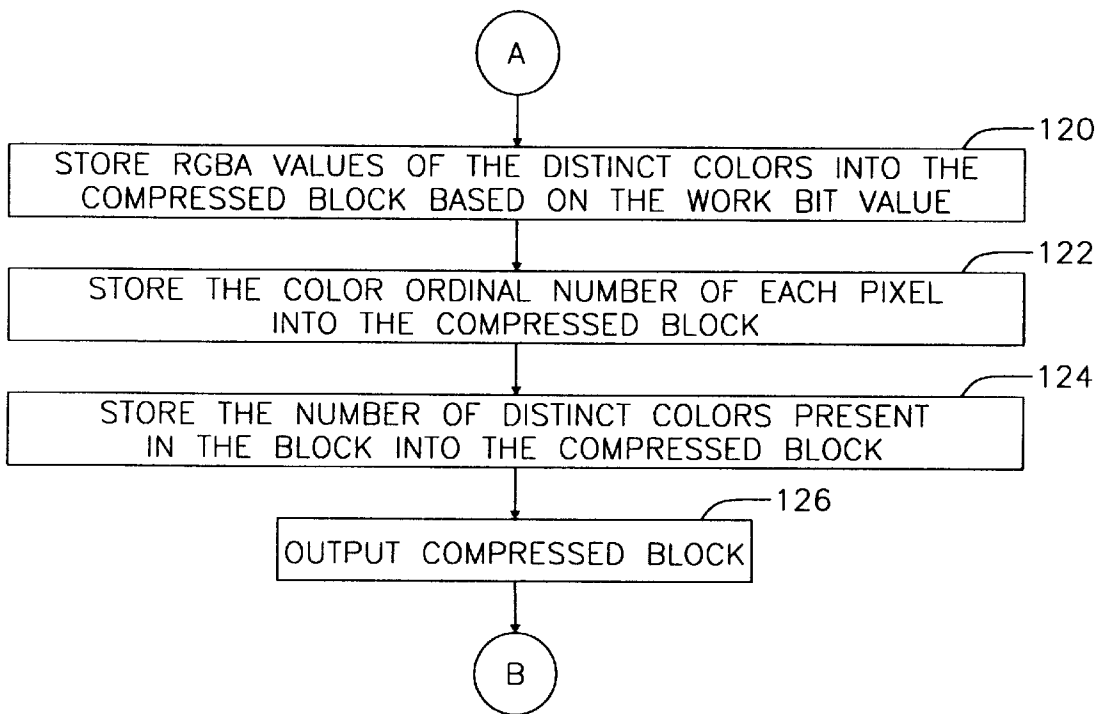 A
120
STORE RGBA VALUES OF THE DISTINCT COLORS INTO THE
COMPRESSED BLOCK BASED ON THE WORK BIT VALUE
122
STORE THE COLOR ORDINAL NUMBER OF EACH PIXEL
INTO THE COMPRESSED BLOCK
124
STORE THE NUMBER OF DISTINCT COLORS PRESENT
IN THE BLOCK INTO THE COMPRESSED BLOCK
126
OUTPUT COMPRESSED BLOCK
B